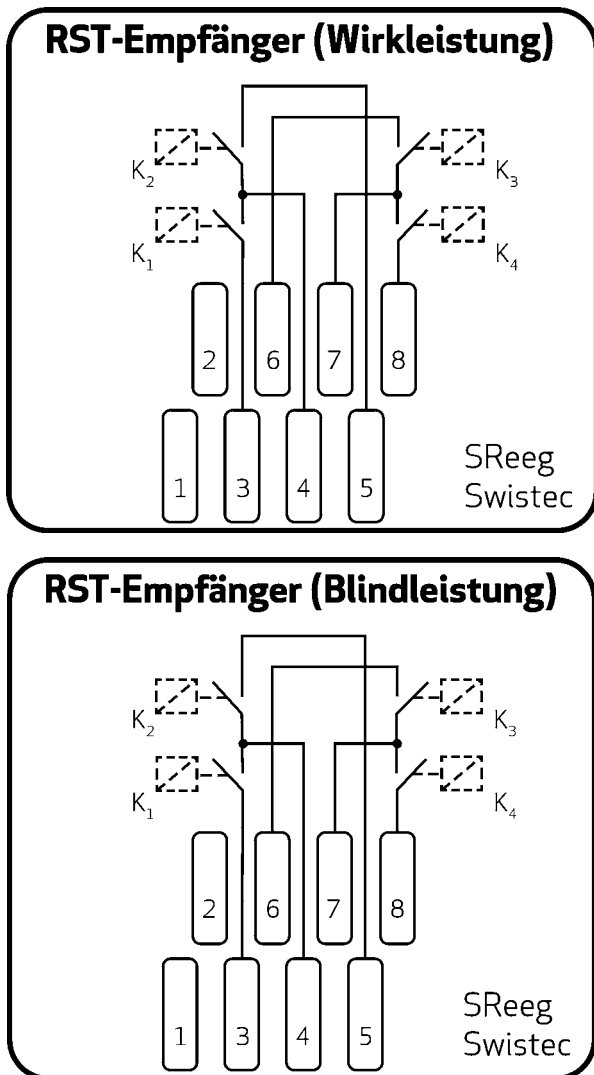 RST-Empfänger (Wirkleistung)
K2
K3
K1
K4
2 6 7 8
1 3 4 5
SReeg
Swistec
RST-Empfänger (Blindleistung)
K2
K3
K1
K4
2 6 7 8
1 3 4 5
SReeg
Swistec